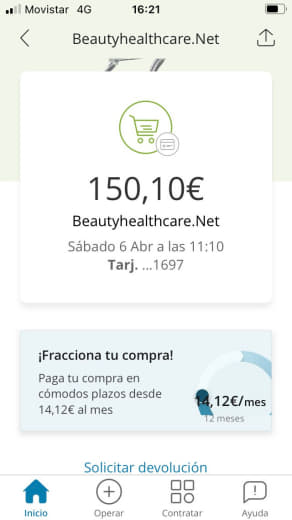 Movistar 4G 16:21
Beautyhealthcare.Net
150,10€
Beautyhealthcare.Net
Sábado 6 Abr a las 11:10
Tarj. ...1697
¡Fracciona tu compra!
Paga tu compra en
cómodos plazos desde
14,12€ al mes
14,12€/mes
12 meses
Solicitar devolución
Inicio Operar Contratar Ayuda